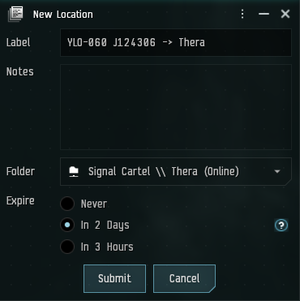 New Location
Label
YLO-060 J124306 -> Thera
Notes
Folder
Signal Cartel \\ Thera (Online)
Expire
Never
In 2 Days
?
In 3 Hours
Submit
Cancel